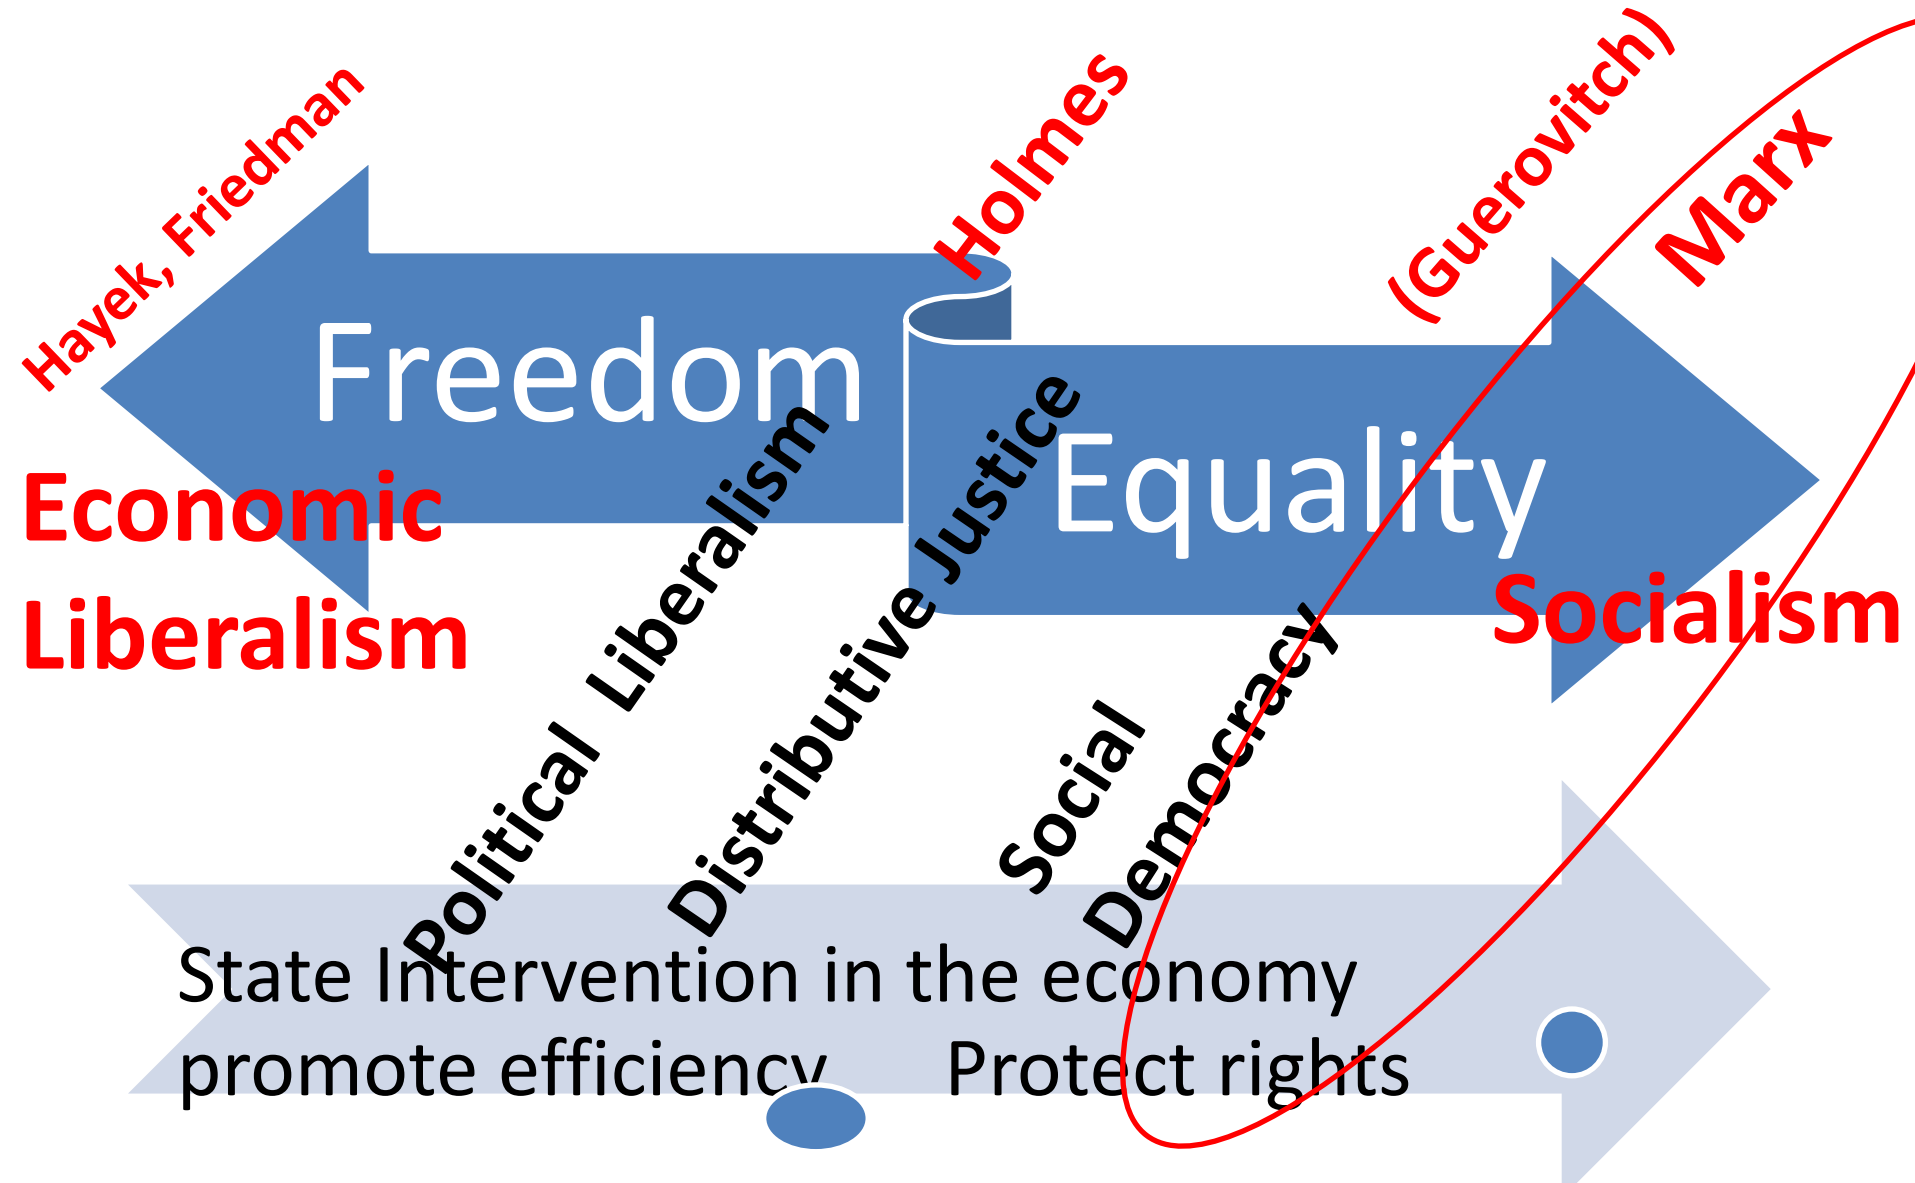 Hayek, Friedman
Holmes
(Guerovitch)
Marx
Freedom
Equality
Economic
Liberalism
Socialism
Political Liberalism
Distributive Justice
Social
Democracy
State Intervention in the economy
promote efficiency Protect rights